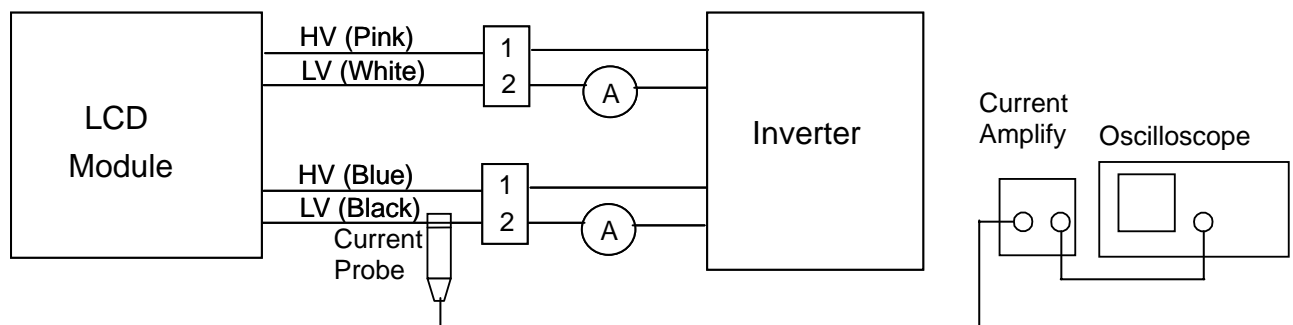 HV (Pink)
LV (White)
1
2
A
LCD
Module
Inverter
HV (Blue)
LV (Black)
1
2
A
Current
Probe
Current
Amplify
Oscilloscope